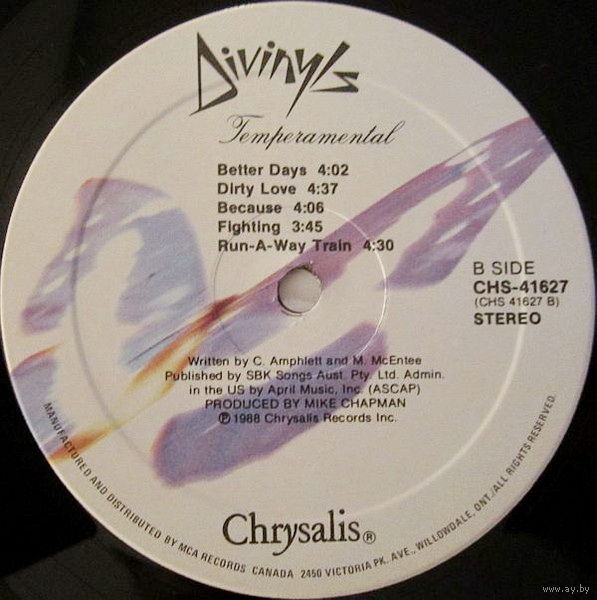 Divinyls
Temperamental
Better Days 4:02
Dirty Love 4:37
Because 4:06
Fighting 3:45
Run-A-Way Train 4:30
B SIDE
CHS-41627
(CHS 41627 B)
STEREO
Written by C. Amphlett and M. McEntee
Published by SBK Songs Aust. Pty. Ltd. Admin.
in the US by April Music, Inc. (ASCAP)
PRODUCED BY MIKE CHAPMAN
℗1988 Chrysalis Records Inc.
Chrysalis®
MANUFACTURED AND DISTRIBUTED BY MCA RECORDS CANADA 2450 VICTORIA PK. AVE., WILLOWDALE, ONT./ALL RIGHTS RESERVED.
www.ay.by